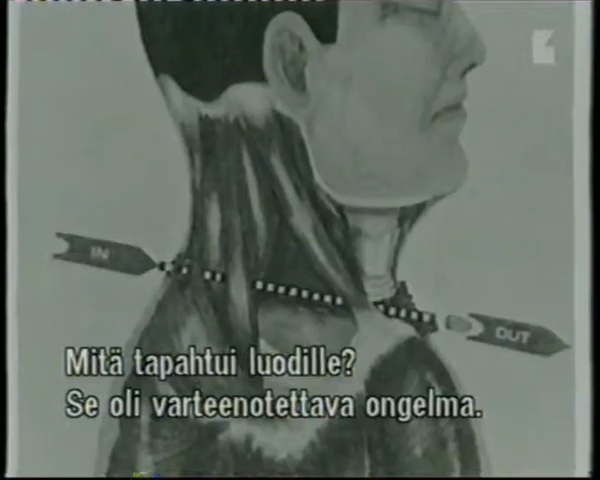 IN
OUT
Mitä tapahtui luodille?
Se oli varteenotettava ongelma.